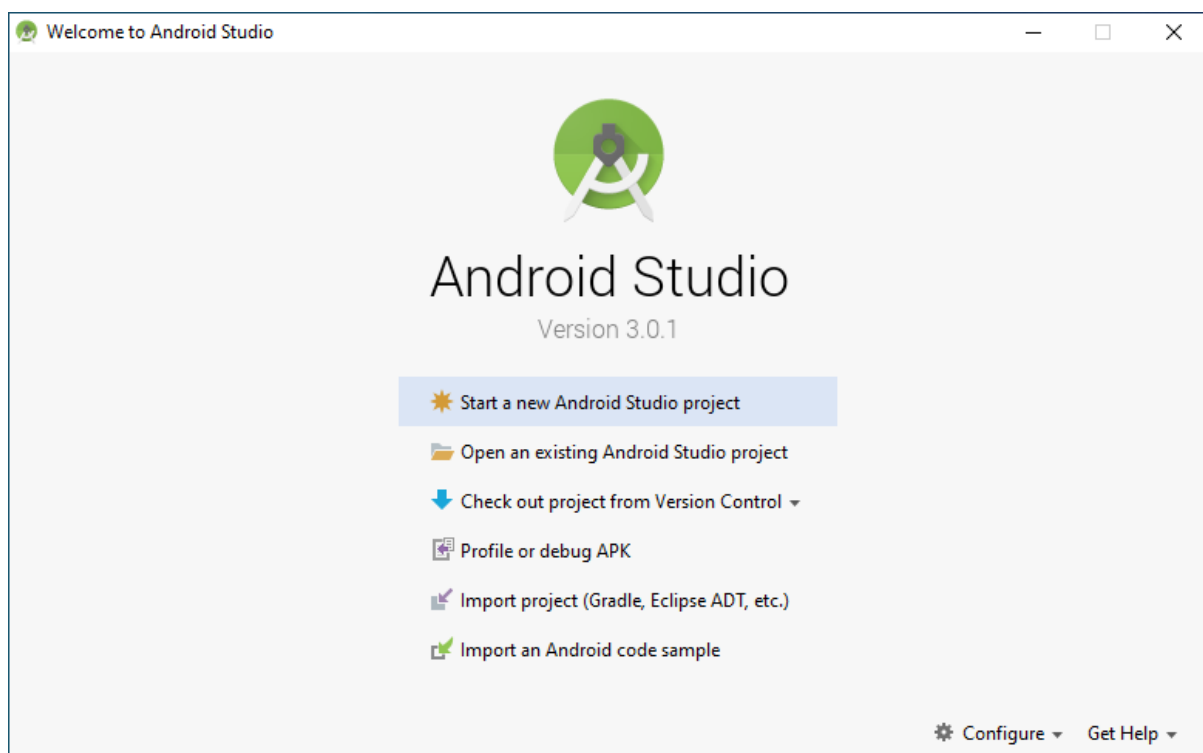 Welcome to Android Studio
Android Studio
Version 3.0.1
Start a new Android Studio project
Open an existing Android Studio project
Check out project from Version Control
Profile or debug APK
Import project (Gradle, Eclipse ADT, etc.)
Import an Android code sample
Configure Get Help